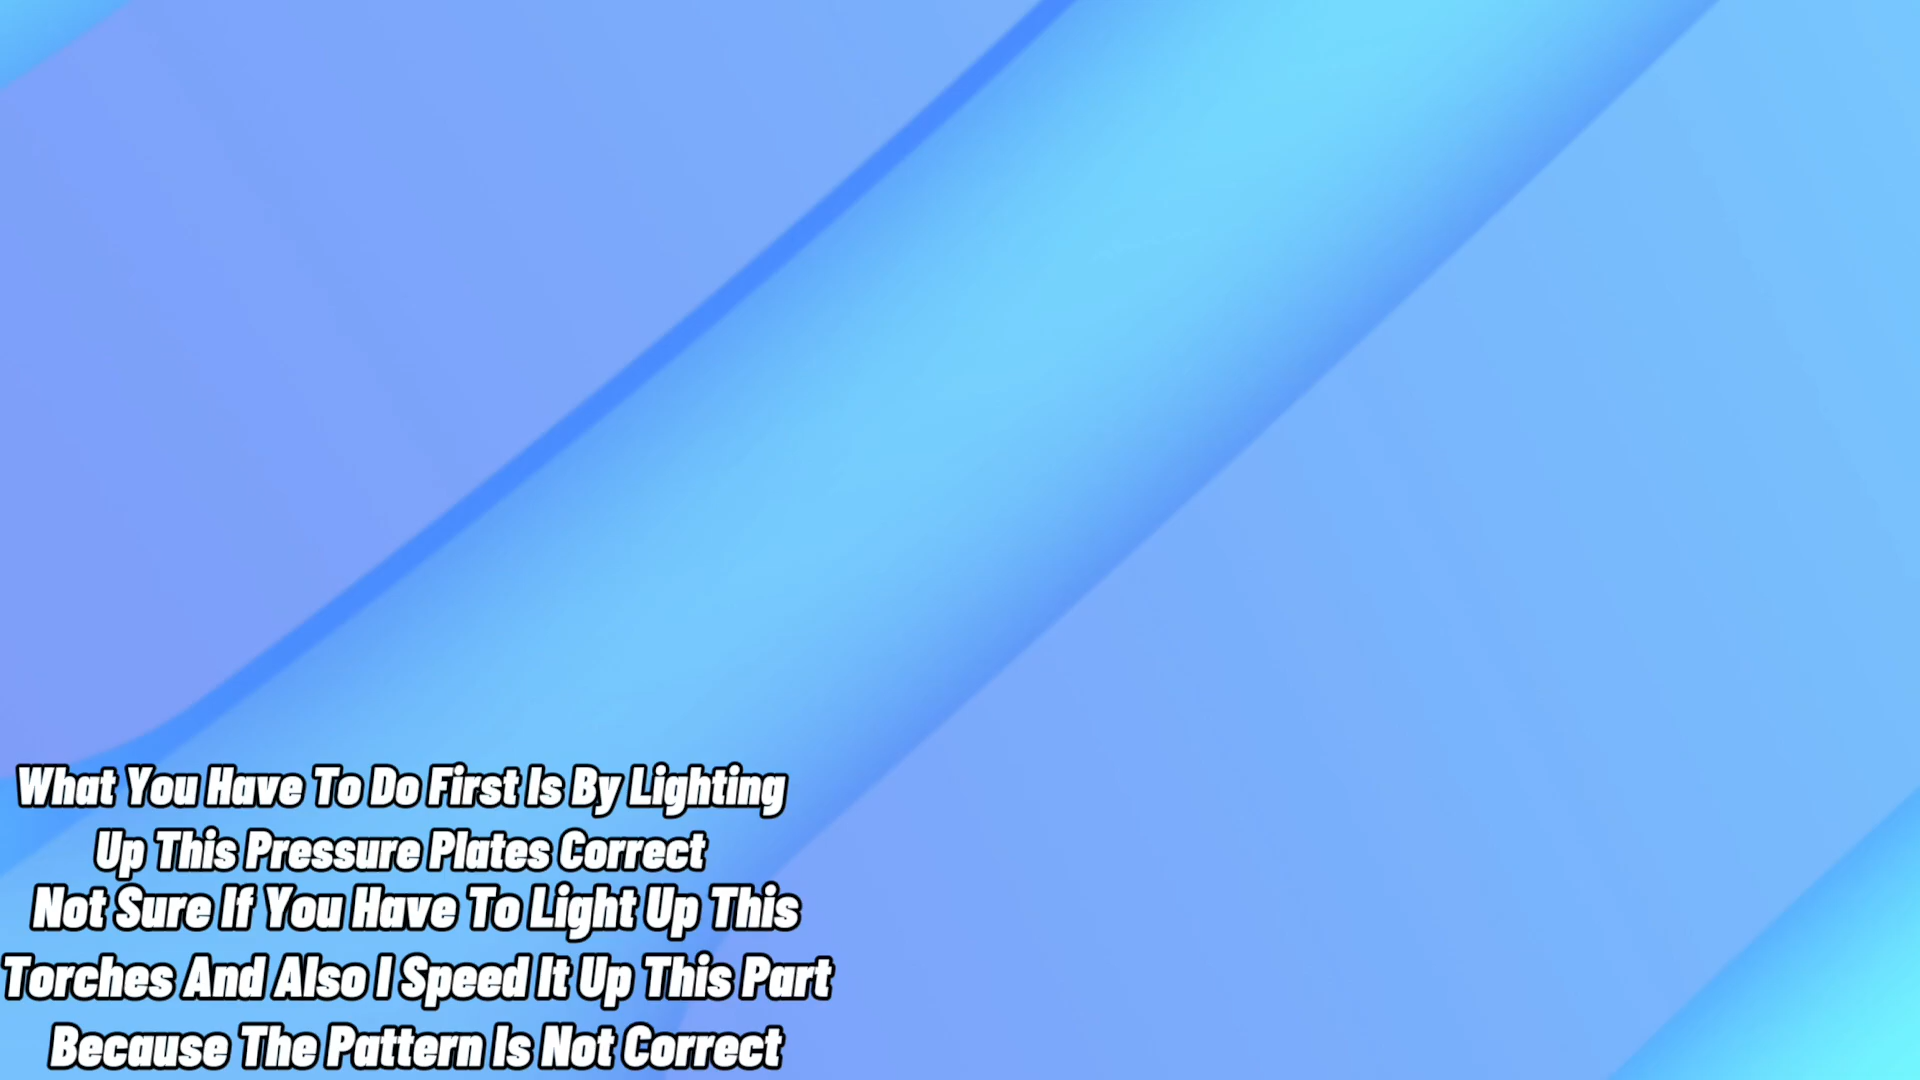 What You Have To Do First Is By Lighting
Up This Pressure Plates Correct
Not Sure If You Have To Light Up This
Torches And Also I Speed It Up This Part
Because The Pattern Is Not Correct